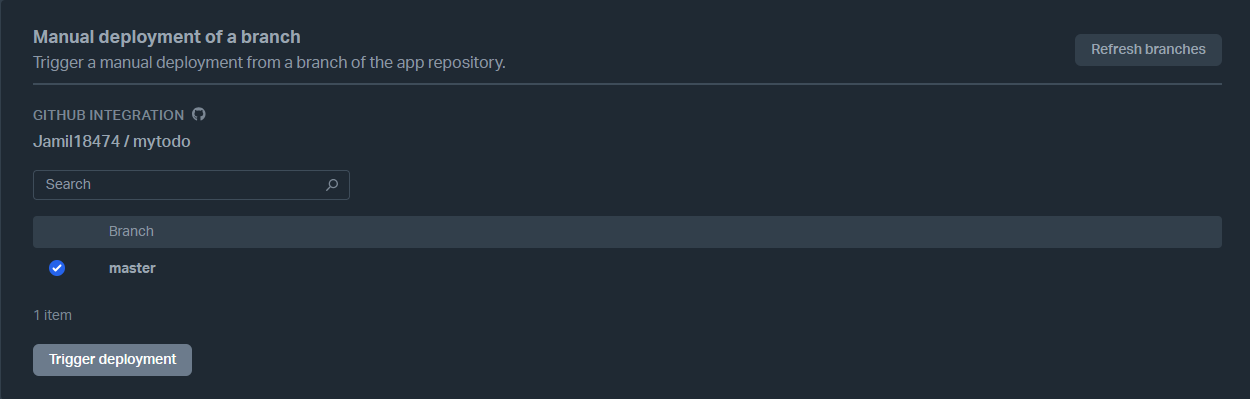 Manual deployment of a branch
Trigger a manual deployment from a branch of the app repository.
Refresh branches
GITHUB INTEGRATION
Jamil18474 / mytodo
Search
Branch
master
1 item
Trigger deployment